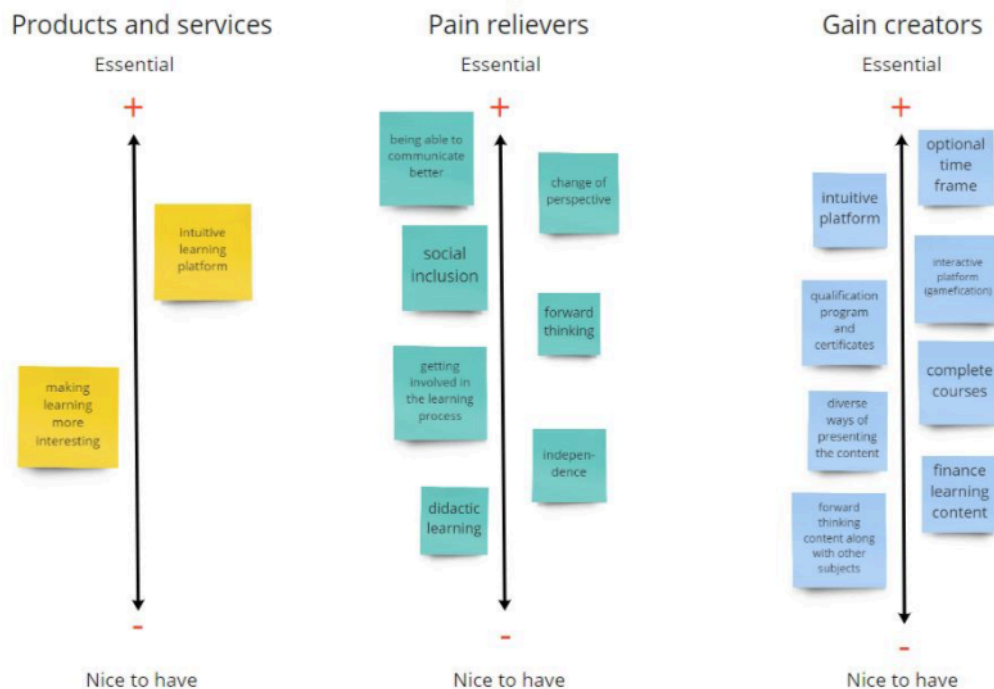 Products and services
Essential
+
intuitive
learning
platform
making
learning
more
interesting
-
Nice to have
Pain relievers
Essential
+
being able to
communicate
better
change of
perspective
social
inclusion
forward
thinking
getting
involved in
the learning
process
indepen-
dence
didactic
learning
-
Nice to have
Gain creators
Essential
+
optional
time
frame
intuitive
platform
interactive
platform
(gamefication)
qualification
program
and
certificates
complete
courses
diverse
ways of
presenting
the content
finance
learning
content
forward
thinking
content along
with other
subjects
-
Nice to have